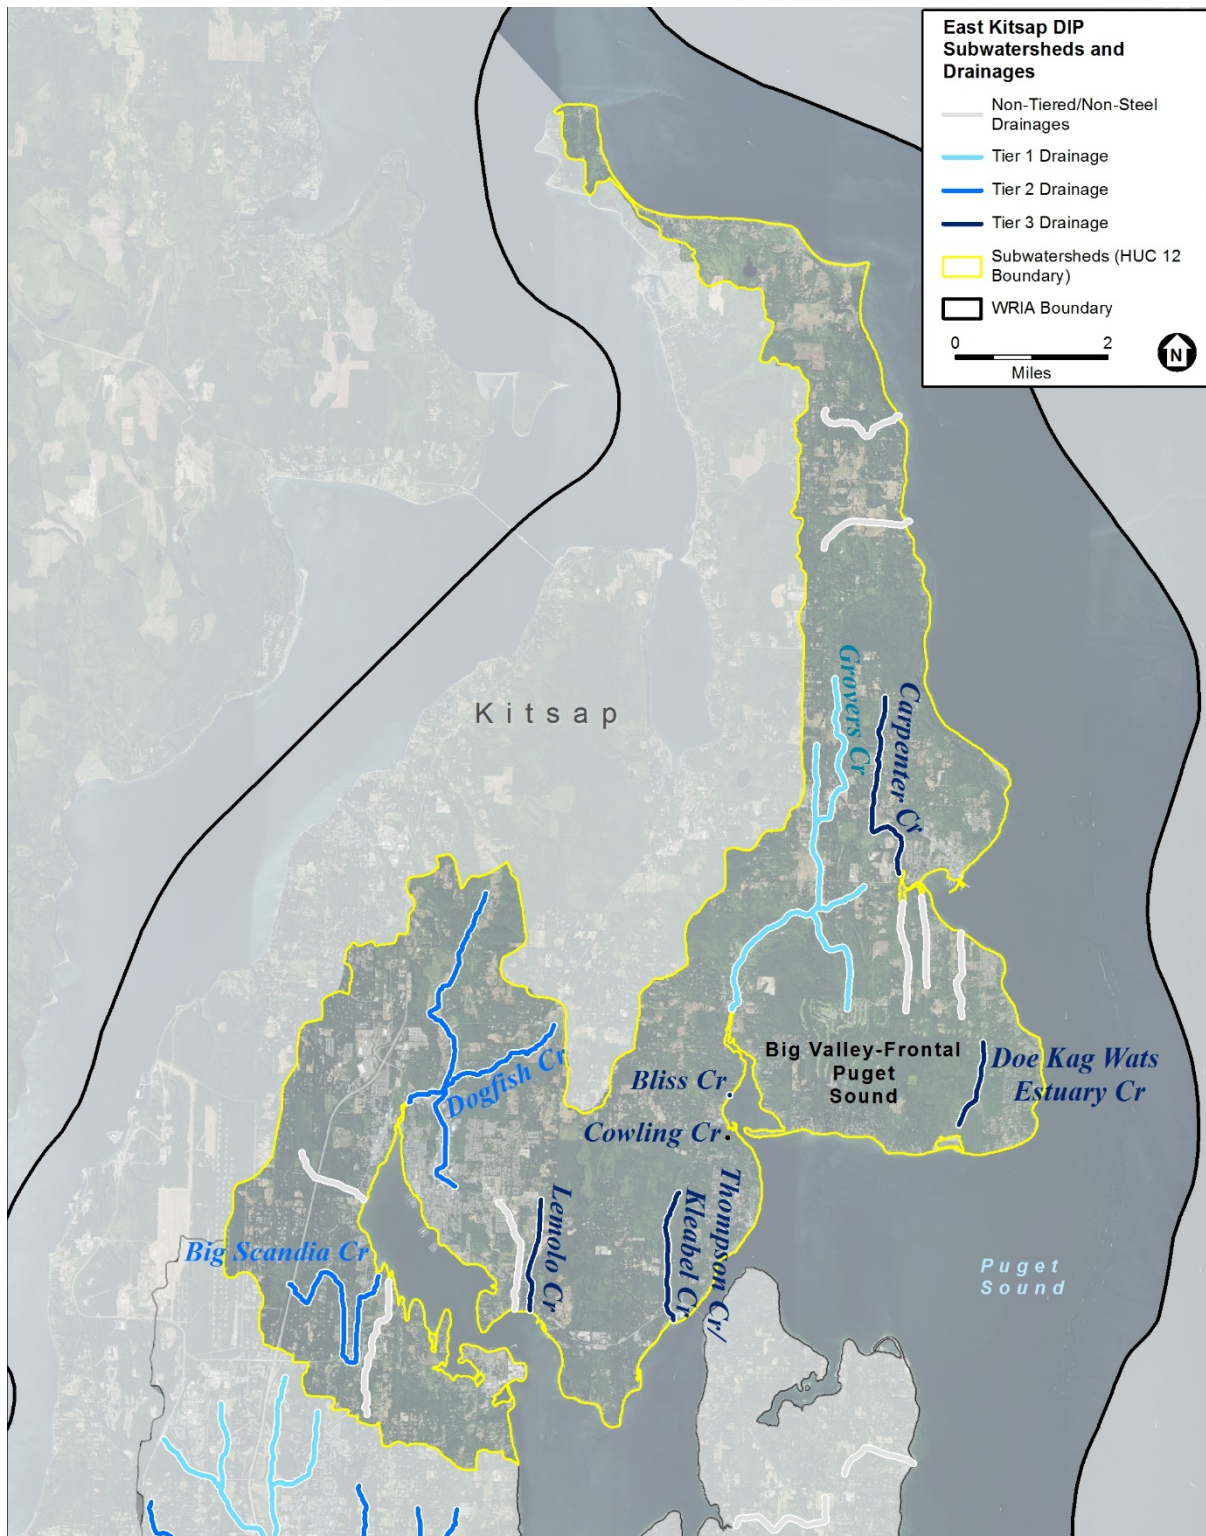 East Kitsap DIP
Subwatersheds and
Drainages
Non-Tiered/Non-Steel
Drainages
Tier 1 Drainage
Tier 2 Drainage
Tier 3 Drainage
Subwatersheds (HUC 12
Boundary)
WRIA Boundary
0 2
Miles
N
Kitsap
Grovers Cr
Carpenter Cr
Big Valley-Frontal
Puget
Sound
Doe Kag Wats
Estuary Cr
Bliss Cr
Cowling Cr
Dogfish Cr
Lemolo Cr
Thompson Cr/
Kleabel Cr
Big Scandia Cr
Puget
Sound